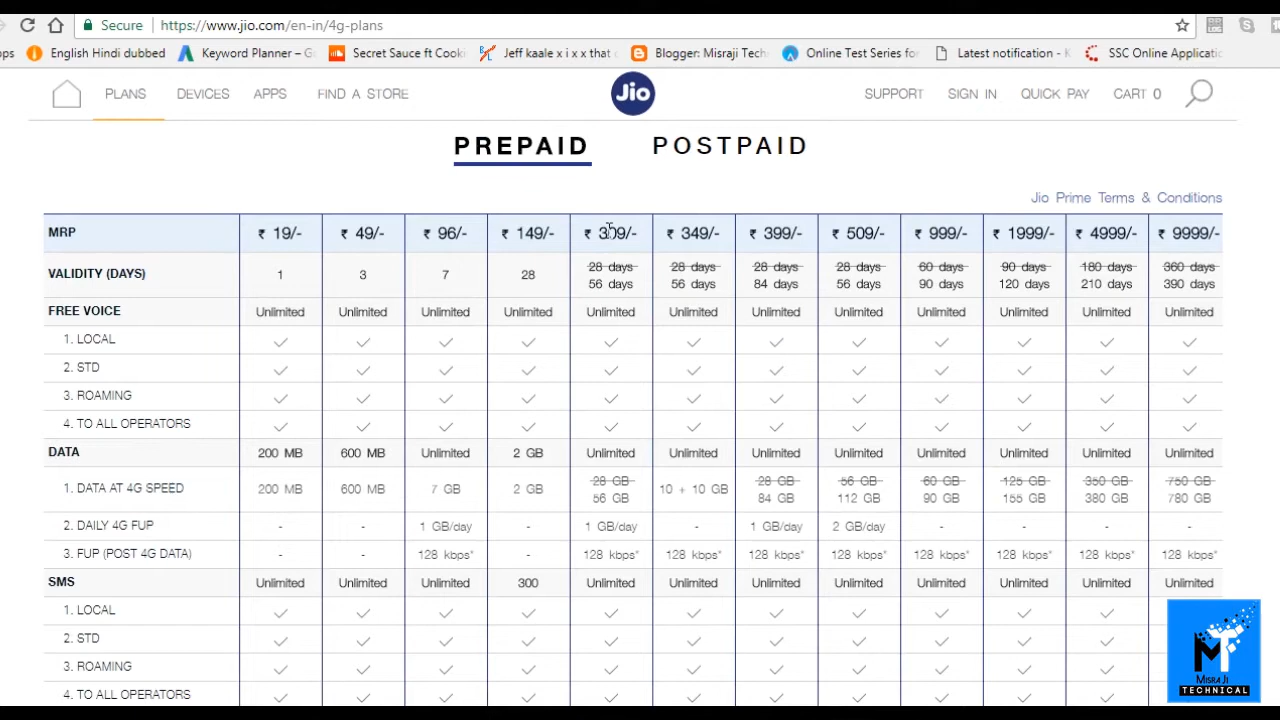 Secure https://www.jio.com/en-in/4g-plans
ops English Hindi dubbed Keyword Planner – Go Secret Sauce ft Cooki Jeff kaale x i x x that c Blogger: Misraji Tech Online Test Series for Latest notification - K SSC Online Applicati
PLANS DEVICES APPS FIND A STORE Jio SUPPORT SIGN IN QUICK PAY CART 0
PREPAID POSTPAID
Jio Prime Terms & Conditions
MRP ₹ 19/- ₹ 49/- ₹ 96/- ₹ 149/- ₹ 309/- ₹ 349/- ₹ 399/- ₹ 509/- ₹ 999/- ₹ 1999/- ₹ 4999/- ₹ 9999/-
28 days 28 days 28 days 28 days 60 days 90 days 180 days 360 days
VALIDITY (DAYS) 1 3 7 28
56 days 56 days 84 days 56 days 90 days 120 days 210 days 390 days
FREE VOICE Unlimited Unlimited Unlimited Unlimited Unlimited Unlimited Unlimited Unlimited Unlimited Unlimited Unlimited Unlimited
1. LOCAL
2. STD
3. ROAMING
4. TO ALL OPERATORS
DATA 200 MB 600 MB Unlimited 2 GB Unlimited Unlimited Unlimited Unlimited Unlimited Unlimited Unlimited Unlimited
28 GB 28 GB 56 GB 60 GB 125 GB 350 GB 750 GB
1. DATA AT 4G SPEED 200 MB 600 MB 7 GB 2 GB 10 + 10 GB
56 GB 84 GB 112 GB 90 GB 155 GB 380 GB 780 GB
2. DAILY 4G FUP - - 1 GB/day - 1 GB/day - 1 GB/day 2 GB/day - - - -
3. FUP (POST 4G DATA) - - 128 kbps* - 128 kbps* 128 kbps* 128 kbps* 128 kbps* 128 kbps* 128 kbps* 128 kbps* 128 kbps*
SMS Unlimited Unlimited Unlimited 300 Unlimited Unlimited Unlimited Unlimited Unlimited Unlimited Unlimited Unlimited
1. LOCAL
2. STD
3. ROAMING
4. TO ALL OPERATORS
MISRA JI
TECHNICAL